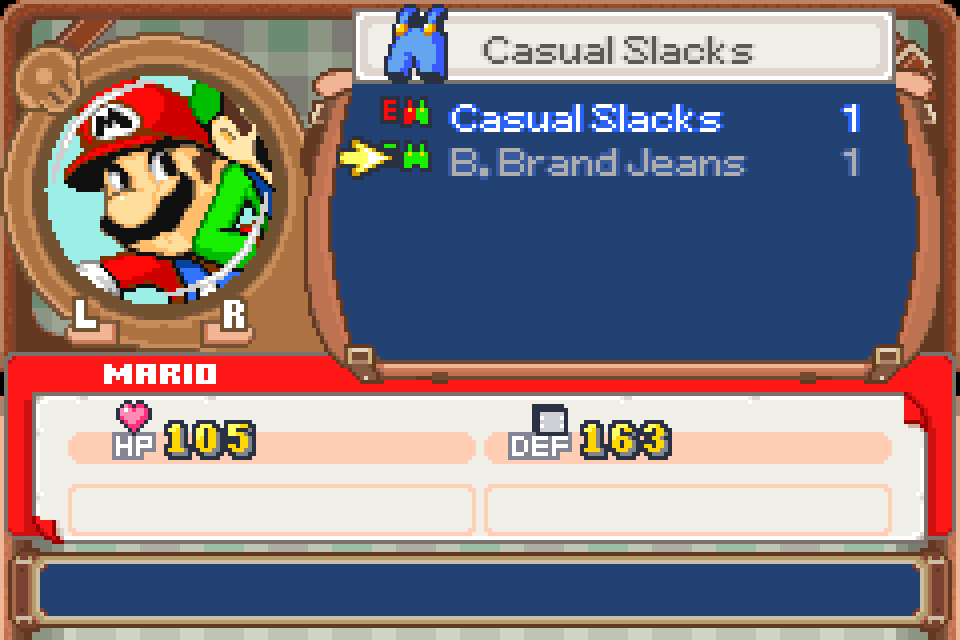 Casual Slacks
E Casual Slacks 1
B. Brand Jeans 1
M
L R
MARIO
HP 105 DEF 163